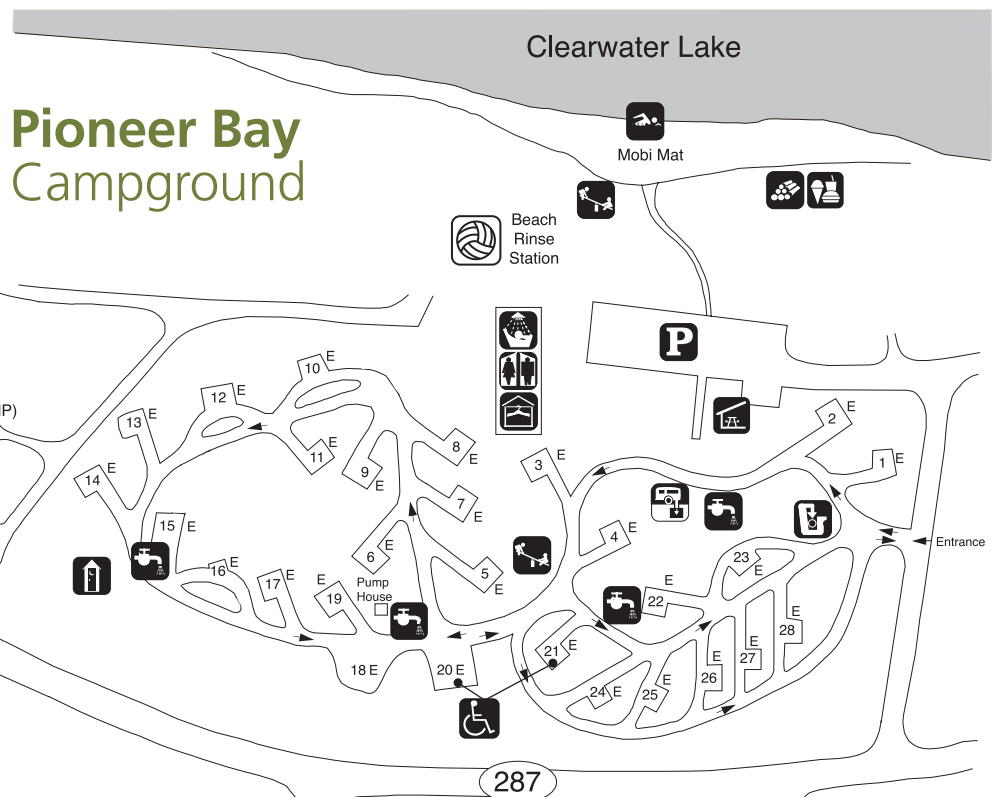 Clearwater Lake
Pioneer Bay
Campground
Mobi Mat
Beach
Rinse
Station
P
IP)
10 E
12 E
13 E
14 E
11 E
9 E
8 E
7 E
3 E
2 E
1 E
15 E
16 E
17 E
E 19
Pump
House
6 E
5 E
4 E
Entrance
23 E
22 E
21 E
18 E
20 E
24 E
25 E
26 E
27 E
28 E
287